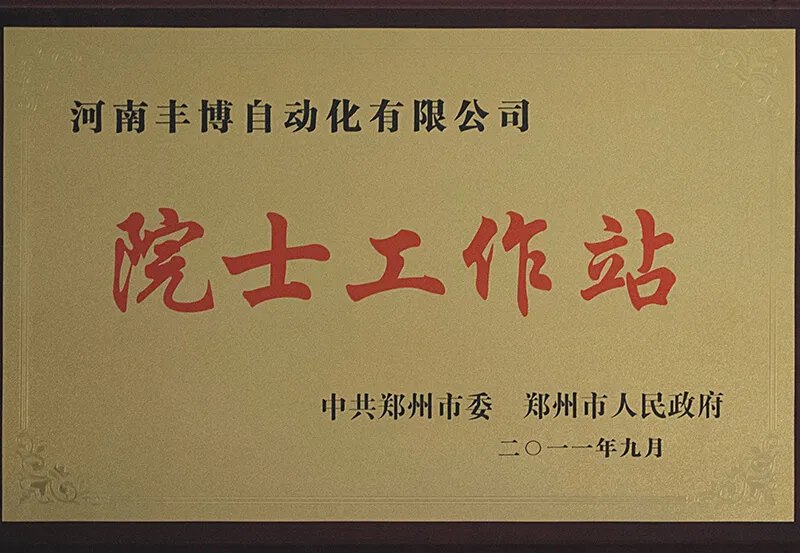 河南丰博自动化有限公司
院士工作站
中共郑州市委 郑州市人民政府
二〇一一年九月